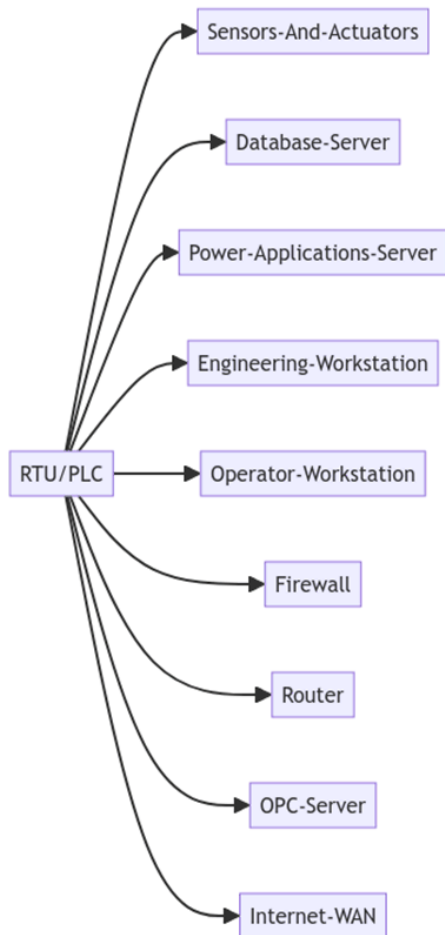 Sensors-And-Actuators
Database-Server
Power-Applications-Server
Engineering-Workstation
RTU/PLC
Operator-Workstation
Firewall
Router
OPC-Server
Internet-WAN